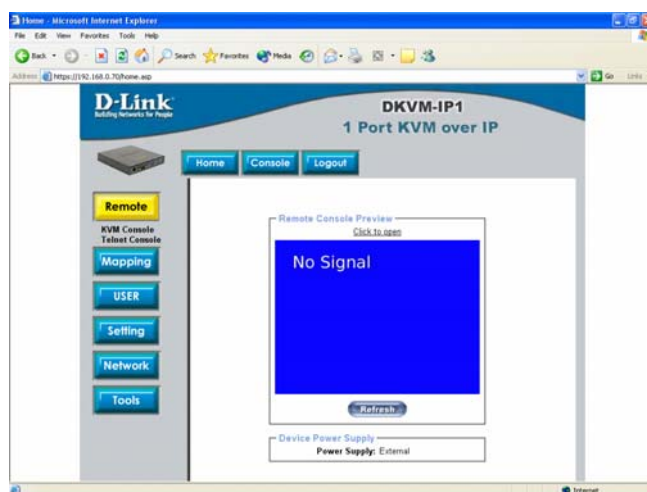 Home - Microsoft Internet Explorer
File Edit View Favorites Tools Help
Back Search Favorites Media
Address https://192.168.0.70/home.asp Go Links
D-Link
Building Networks for People
DKVM-IP1
1 Port KVM over IP
Home Console Logout
Remote
KVM Console
Telnet Console
Mapping
USER
Setting
Network
Tools
Remote Console Preview
Click to open
No Signal
Refresh
Device Power Supply
Power Supply: External
Internet